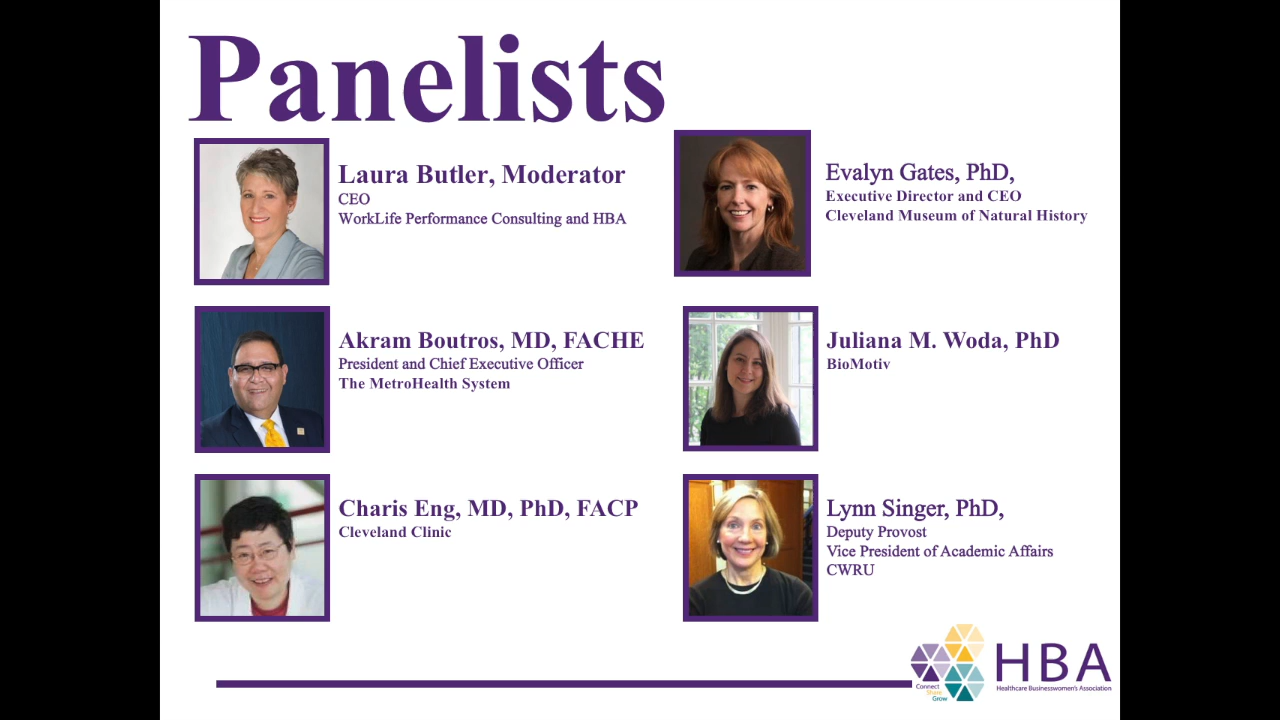 Panelists
Laura Butler, Moderator
CEO
WorkLife Performance Consulting and HBA
Evalyn Gates, PhD,
Executive Director and CEO
Cleveland Museum of Natural History
Akram Boutros, MD, FACHE
President and Chief Executive Officer
The MetroHealth System
Juliana M. Woda, PhD
BioMotiv
Charis Eng, MD, PhD, FACP
Cleveland Clinic
Lynn Singer, PhD,
Deputy Provost
Vice President of Academic Affairs
CWRU
Connect
Share
Grow
HBA
Healthcare Businesswomen's Association